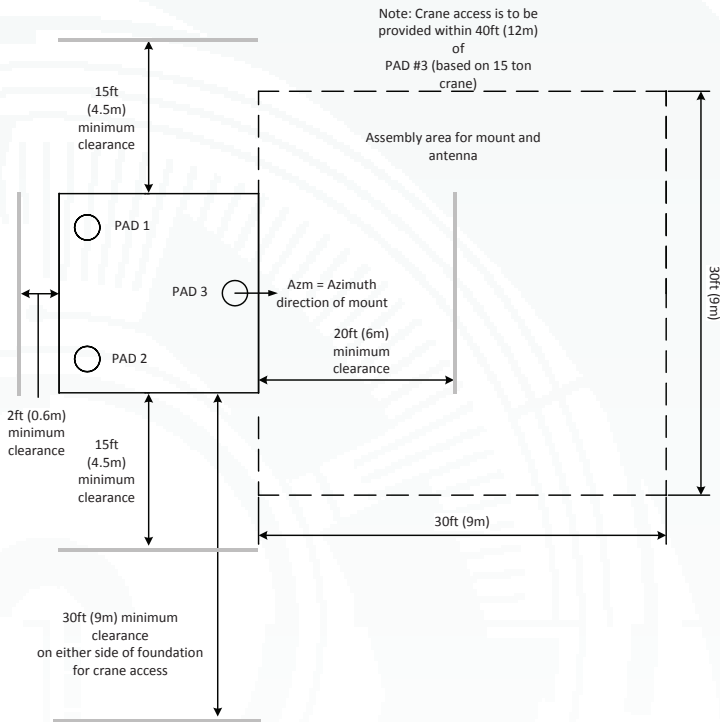 Note: Crane access is to be
provided within 40ft (12m)
of
PAD #3 (based on 15 ton
crane)
15ft
(4.5m)
minimum
clearance
Assembly area for mount and
antenna
PAD 1
PAD 3
Azm = Azimuth
direction of mount
30ft (9m)
20ft (6m)
minimum
clearance
PAD 2
2ft (0.6m)
minimum
clearance
15ft
(4.5m)
minimum
clearance
30ft (9m)
30ft (9m) minimum
clearance
on either side of foundation
for crane access